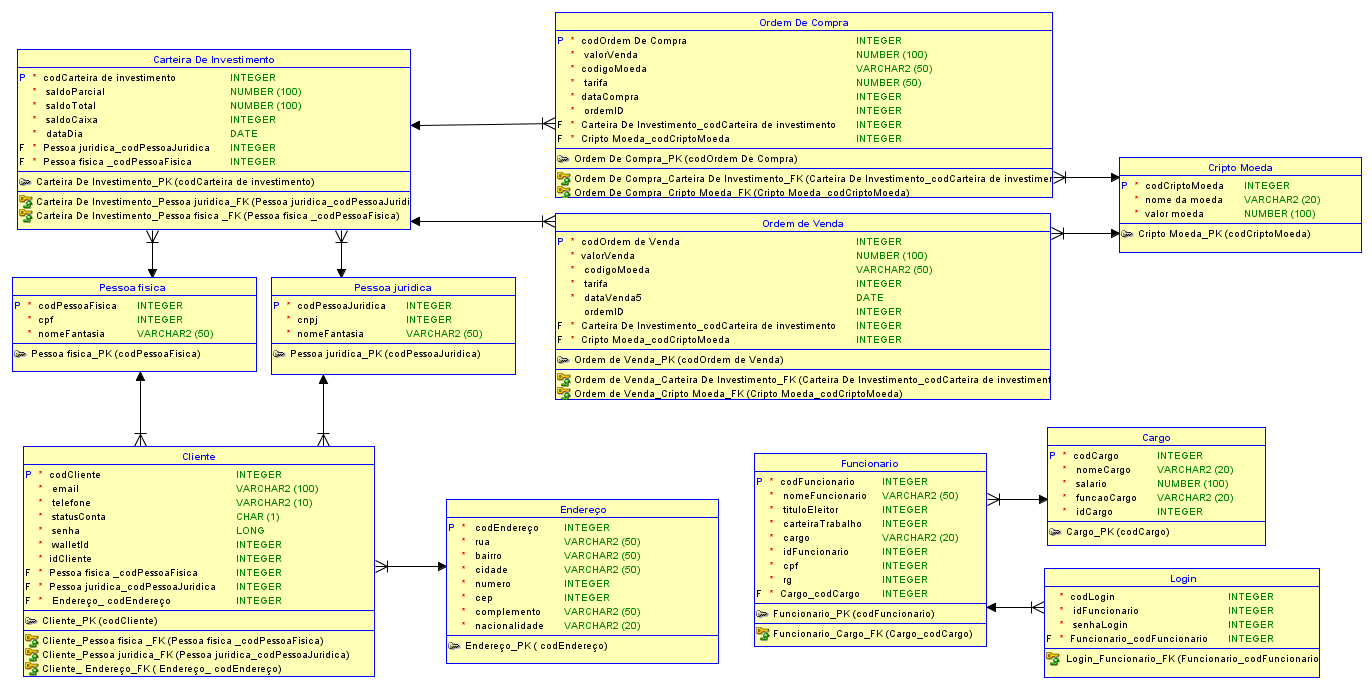 Carteira De Investimento
P * codCarteira de investimento INTEGER
* saldoParcial NUMBER (100)
* saldoTotal NUMBER (100)
* saldoCaixa INTEGER
* dataDia DATE
F * Pessoa juridica_codPessoaJuridica INTEGER
F * Pessoa fisica _codPessoaFisica INTEGER
Carteira De Investimento_PK (codCarteira de investimento)
Carteira De Investimento_Pessoa juridica_FK (Pessoa juridica_codPessoaJuridi
Carteira De Investimento_Pessoa fisica _FK (Pessoa fisica _codPessoaFisica)
Ordem De Compra
P * codOrdem De Compra INTEGER
* valorVenda NUMBER (100)
* codigoMoeda VARCHAR2 (50)
* tarifa NUMBER (50)
* dataCompra INTEGER
* ordemID INTEGER
F * Carteira De Investimento_codCarteira de investimento INTEGER
F * Cripto Moeda_codCriptoMoeda INTEGER
Ordem De Compra_PK (codOrdem De Compra)
Ordem De Compra_Carteira De Investimento_FK (Carteira De Investimento_codCarteira de investimer
Ordem De Compra_Cripto Moeda_FK (Cripto Moeda_codCriptoMoeda)
Cripto Moeda
P * codCriptoMoeda INTEGER
* nome da moeda VARCHAR2 (20)
* valor moeda NUMBER (100)
Cripto Moeda_PK (codCriptoMoeda)
Ordem de Venda
P * codOrdem de Venda INTEGER
* valorVenda NUMBER (100)
* codigoMoeda VARCHAR2 (50)
* tarifa INTEGER
* dataVenda5 DATE
ordemID INTEGER
F * Carteira De Investimento_codCarteira de investimento INTEGER
F * Cripto Moeda_codCriptoMoeda INTEGER
Ordem de Venda_PK (codOrdem de Venda)
Ordem de Venda_Carteira De Investimento_FK (Carteira De Investimento_codCarteira de investiment
Ordem de Venda_Cripto Moeda_FK (Cripto Moeda_codCriptoMoeda)
Pessoa fisica
P * codPessoaFisica INTEGER
* cpf INTEGER
* nomeFantasia VARCHAR2 (50)
Pessoa fisica_PK (codPessoaFisica)
Pessoa juridica
P * codPessoaJuridica INTEGER
* cnpj INTEGER
* nomeFantasia VARCHAR2 (50)
Pessoa juridica_PK (codPessoaJuridica)
Cliente
P * codCliente INTEGER
* email VARCHAR2 (100)
* telefone VARCHAR2 (10)
* statusConta CHAR (1)
* senha LONG
* walletId INTEGER
* idCliente INTEGER
F * Pessoa fisica _codPessoaFisica INTEGER
F * Pessoa juridica_codPessoaJuridica INTEGER
F * Endereço_ codEndereço INTEGER
Cliente_PK (codCliente)
Cliente_Pessoa fisica _FK (Pessoa fisica _codPessoaFisica)
Cliente_Pessoa juridica_FK (Pessoa juridica_codPessoaJuridica)
Cliente_ Endereço_FK ( Endereço_ codEndereço)
Endereço
P * codEndereço INTEGER
* rua VARCHAR2 (50)
* bairro VARCHAR2 (50)
* cidade VARCHAR2 (50)
* numero INTEGER
* cep INTEGER
* complemento VARCHAR2 (50)
* nacionalidade VARCHAR2 (20)
Endereço_PK ( codEndereço)
Funcionario
P * codFuncionario INTEGER
* nomeFuncionario VARCHAR2 (50)
* tituloEleitor INTEGER
* carteiraTrabalho INTEGER
* cargo VARCHAR2 (20)
* idFuncionario INTEGER
* cpf INTEGER
* rg INTEGER
F * Cargo_codCargo INTEGER
Funcionario_PK (codFuncionario)
Funcionario_Cargo_FK (Cargo_codCargo)
Cargo
P * codCargo INTEGER
* nomeCargo VARCHAR2 (20)
* salario NUMBER (100)
* funcaoCargo VARCHAR2 (20)
* idCargo INTEGER
Cargo_PK (codCargo)
Login
* codLogin INTEGER
* idFuncionario INTEGER
* senhaLogin INTEGER
F * Funcionario_codFuncionario INTEGER
Login_Funcionario_FK (Funcionario_codFuncionario